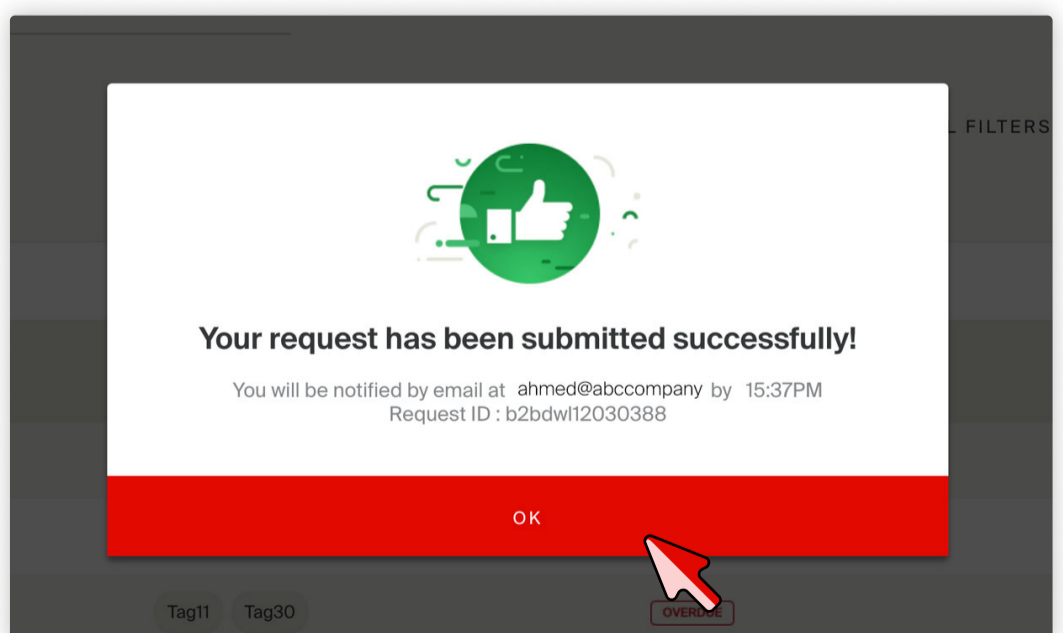 L FILTERS
Your request has been submitted successfully!
You will be notified by email at ahmed@abccompany by 15:37PM
Request ID : b2bdwl12030388
OK
Tag11 Tag30 OVERDUE